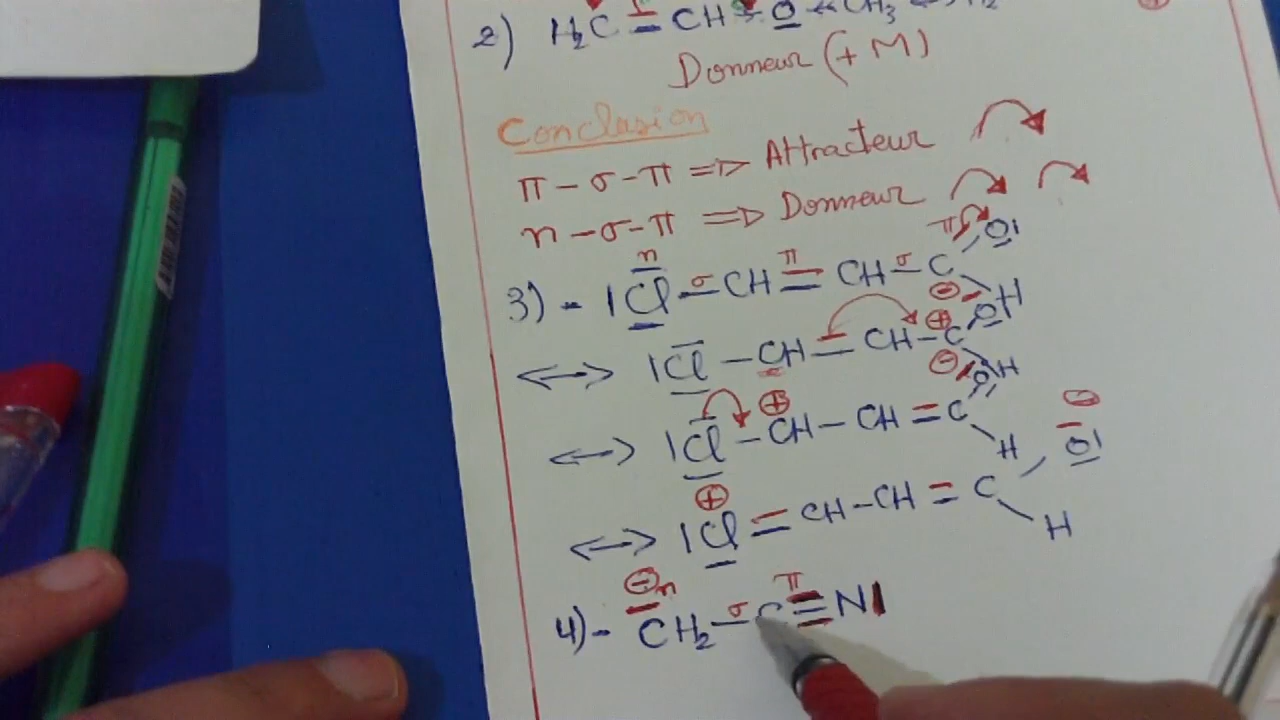 2) H₂C = CH - O - CH₃
Donneur (+ M)
Conclusion
π - σ - π ⇒ Attracteur
n - σ - π ⇒ Donneur
n σ π σ π
3) - |Cl - CH = CH - C O| H
⊖
⊕
↔ |Cl - CH = CH - C O H
⊖
⊕
↔ |Cl - CH - CH = C O H
⊕ ⊖
↔ |Cl = CH - CH = C O| H
⊖ n σ π
4) - CH₂ - C ≡ N|